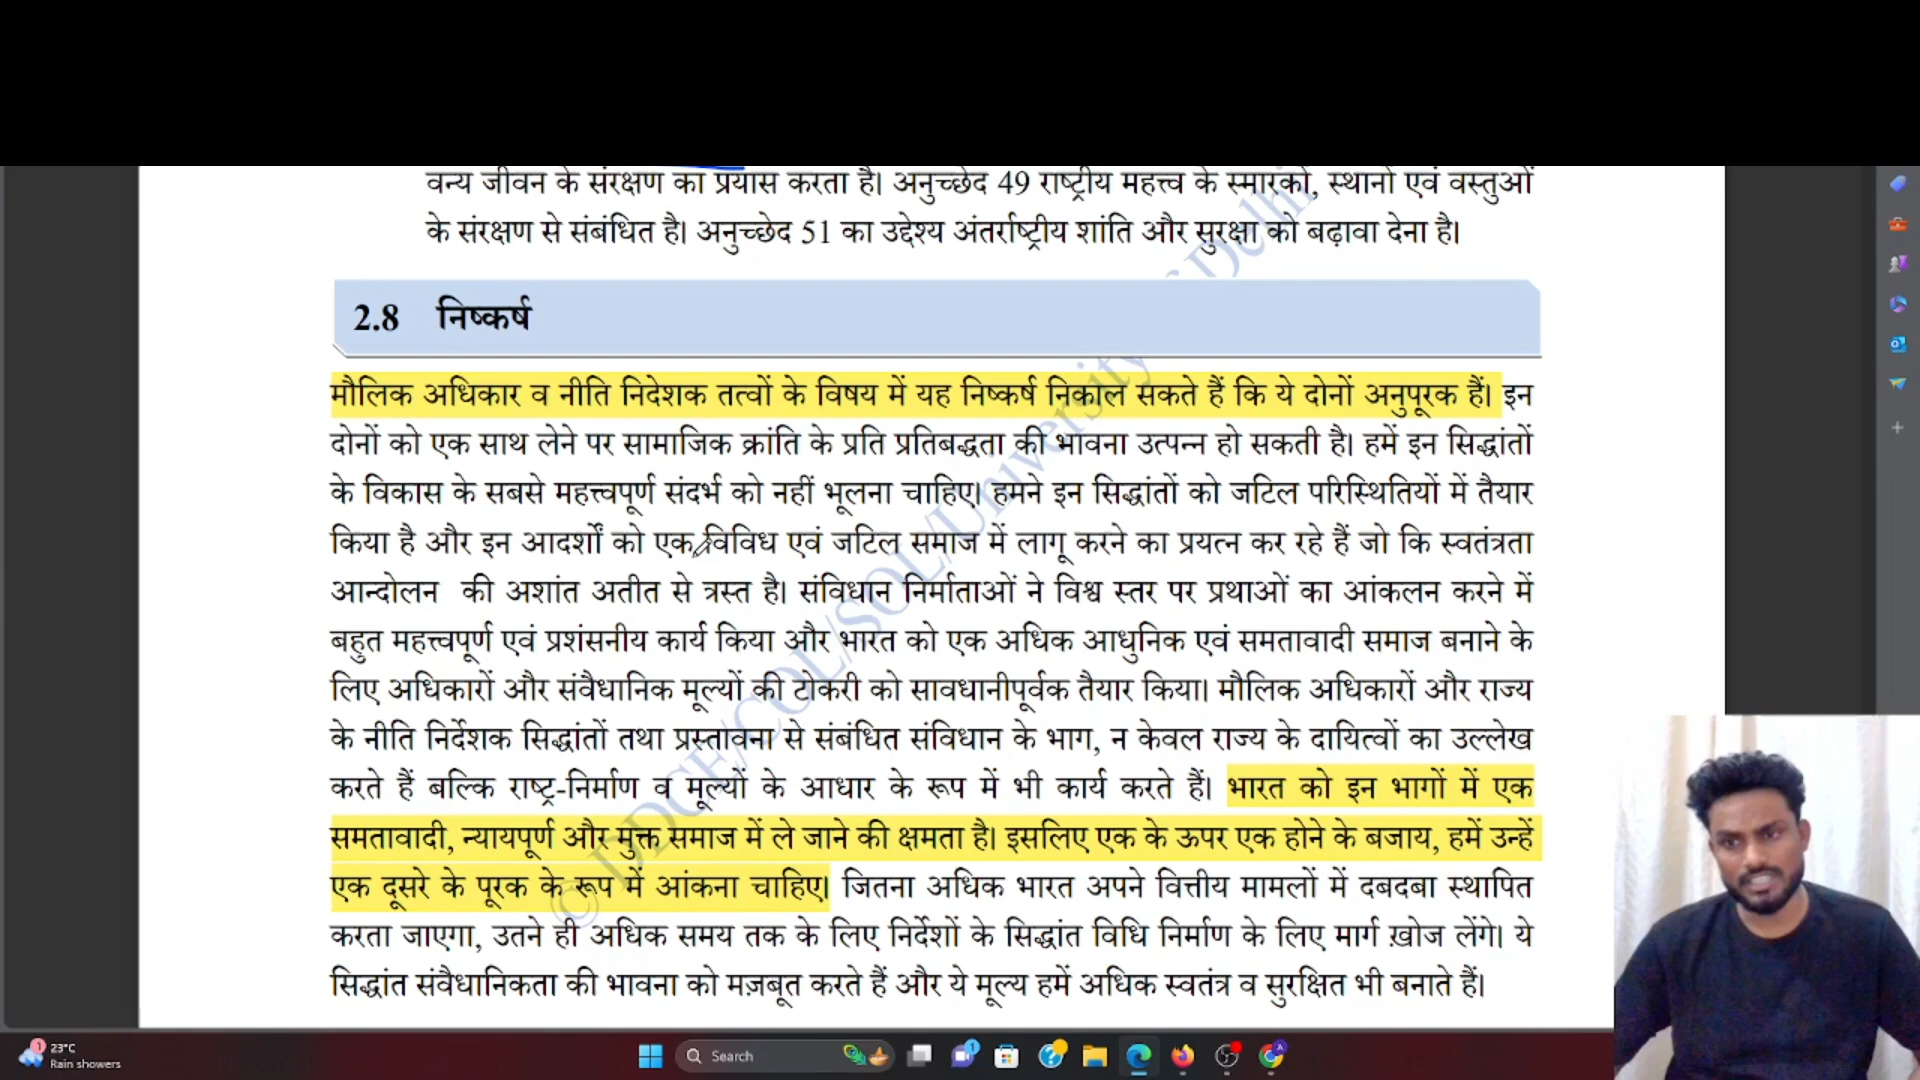 वन्य जीवन के संरक्षण का प्रयास करता है। अनुच्छेद 49 राष्ट्रीय महत्त्व के स्मारकों, स्थानों एवं वस्तुओं
के संरक्षण से संबंधित है। अनुच्छेद 51 का उद्देश्य अंतर्राष्ट्रीय शांति और सुरक्षा को बढ़ावा देना है।
2.8 निष्कर्ष
मौलिक अधिकार व नीति निदेशक तत्वों के विषय में यह निष्कर्ष निकाल सकते हैं कि ये दोनों अनुपूरक हैं। इन
दोनों को एक साथ लेने पर सामाजिक क्रांति के प्रति प्रतिबद्धता की भावना उत्पन्न हो सकती है। हमें इन सिद्धांतों
के विकास के सबसे महत्त्वपूर्ण संदर्भ को नहीं भूलना चाहिए। हमने इन सिद्धांतों को जटिल परिस्थितियों में तैयार
किया है और इन आदर्शों को एक विविध एवं जटिल समाज में लागू करने का प्रयत्न कर रहे हैं जो कि स्वतंत्रता
आन्दोलन की अशांत अतीत से त्रस्त है। संविधान निर्माताओं ने विश्व स्तर पर प्रथाओं का आंकलन करने में
बहुत महत्त्वपूर्ण एवं प्रशंसनीय कार्य किया और भारत को एक अधिक आधुनिक एवं समतावादी समाज बनाने के
लिए अधिकारों और संवैधानिक मूल्यों की टोकरी को सावधानीपूर्वक तैयार किया। मौलिक अधिकारों और राज्य
के नीति निर्देशक सिद्धांतों तथा प्रस्तावना से संबंधित संविधान के भाग, न केवल राज्य के दायित्वों का उल्लेख
करते हैं बल्कि राष्ट्र-निर्माण व मूल्यों के आधार के रूप में भी कार्य करते हैं। भारत को इन भागों में एक
समतावादी, न्यायपूर्ण और मुक्त समाज में ले जाने की क्षमता है। इसलिए एक के ऊपर एक होने के बजाय, हमें उन्हें
एक दूसरे के पूरक के रूप में आंकना चाहिए। जितना अधिक भारत अपने वित्तीय मामलों में दबदबा स्थापित
करता जाएगा, उतने ही अधिक समय तक के लिए निर्देशों के सिद्धांत विधि निर्माण के लिए मार्ग ख़ोज लेंगे। ये
सिद्धांत संवैधानिकता की भावना को मज़बूत करते हैं और ये मूल्य हमें अधिक स्वतंत्र व सुरक्षित भी बनाते हैं।
© DDCE/COL/SOL/University of Delhi
1
23°C
Rain showers
Search
1